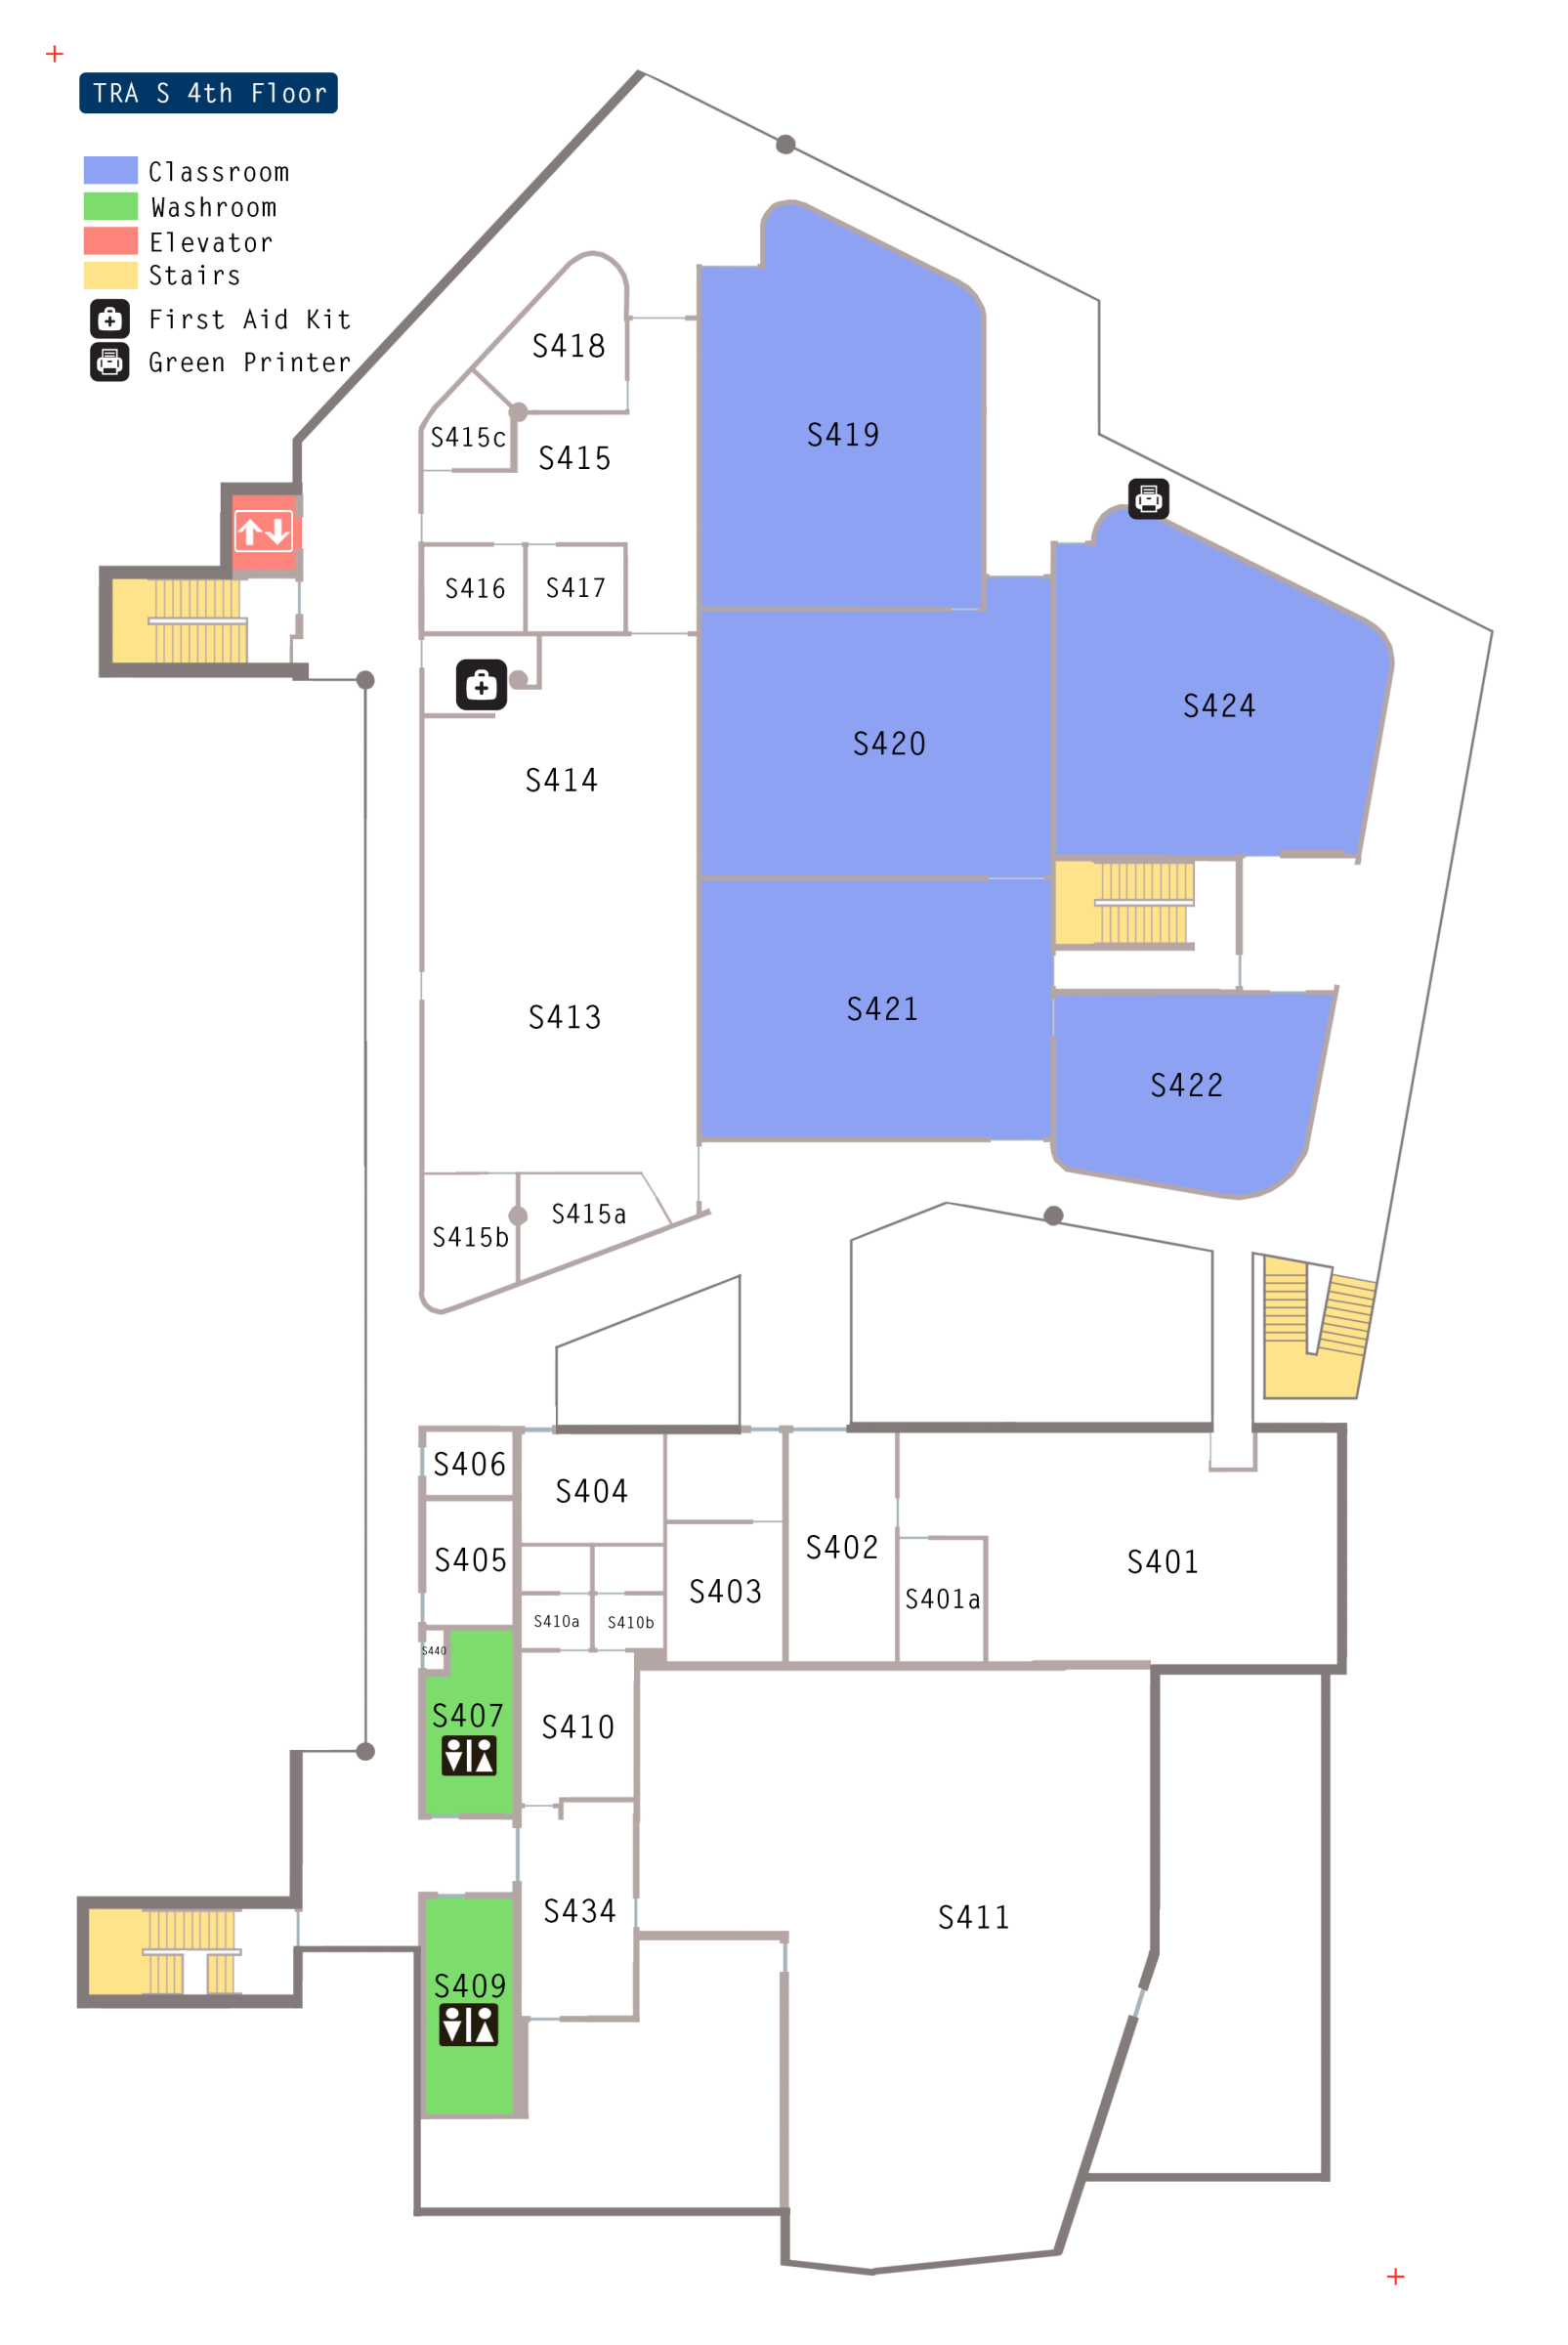 TRA S 4th Floor
Classroom
Washroom
Elevator
Stairs
First Aid Kit
Green Printer
S418
S419
S415c
S415
S416
S417
S424
S420
S414
S421
S413
S422
S415a
S415b
S406
S404
S402
S405
S401
S403
S401a
S410a
S410b
S440
S407
S410
S434
S411
S409